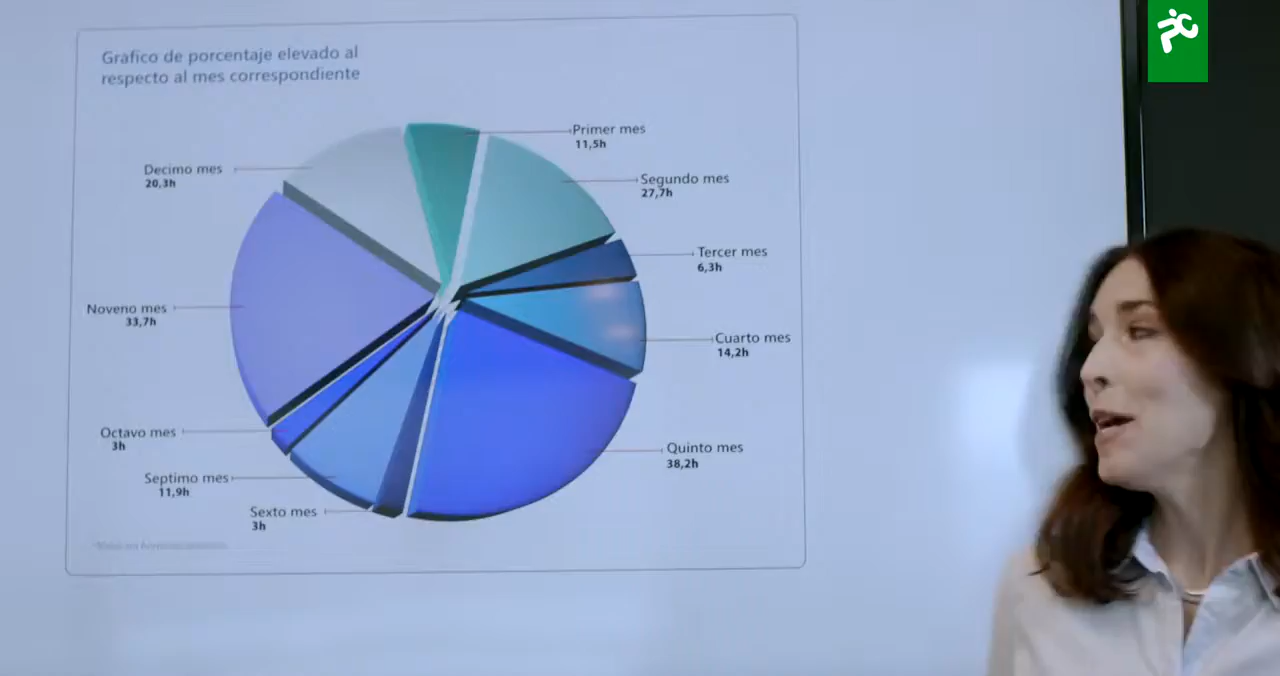 Grafico de porcentaje elevado al
respecto al mes correspondiente
Primer mes
11,5h
Segundo mes
27,7h
Tercer mes
6,3h
Cuarto mes
14,2h
Quinto mes
38,2h
Sexto mes
3h
Septimo mes
11,9h
Octavo mes
3h
Noveno mes
33,7h
Decimo mes
20,3h